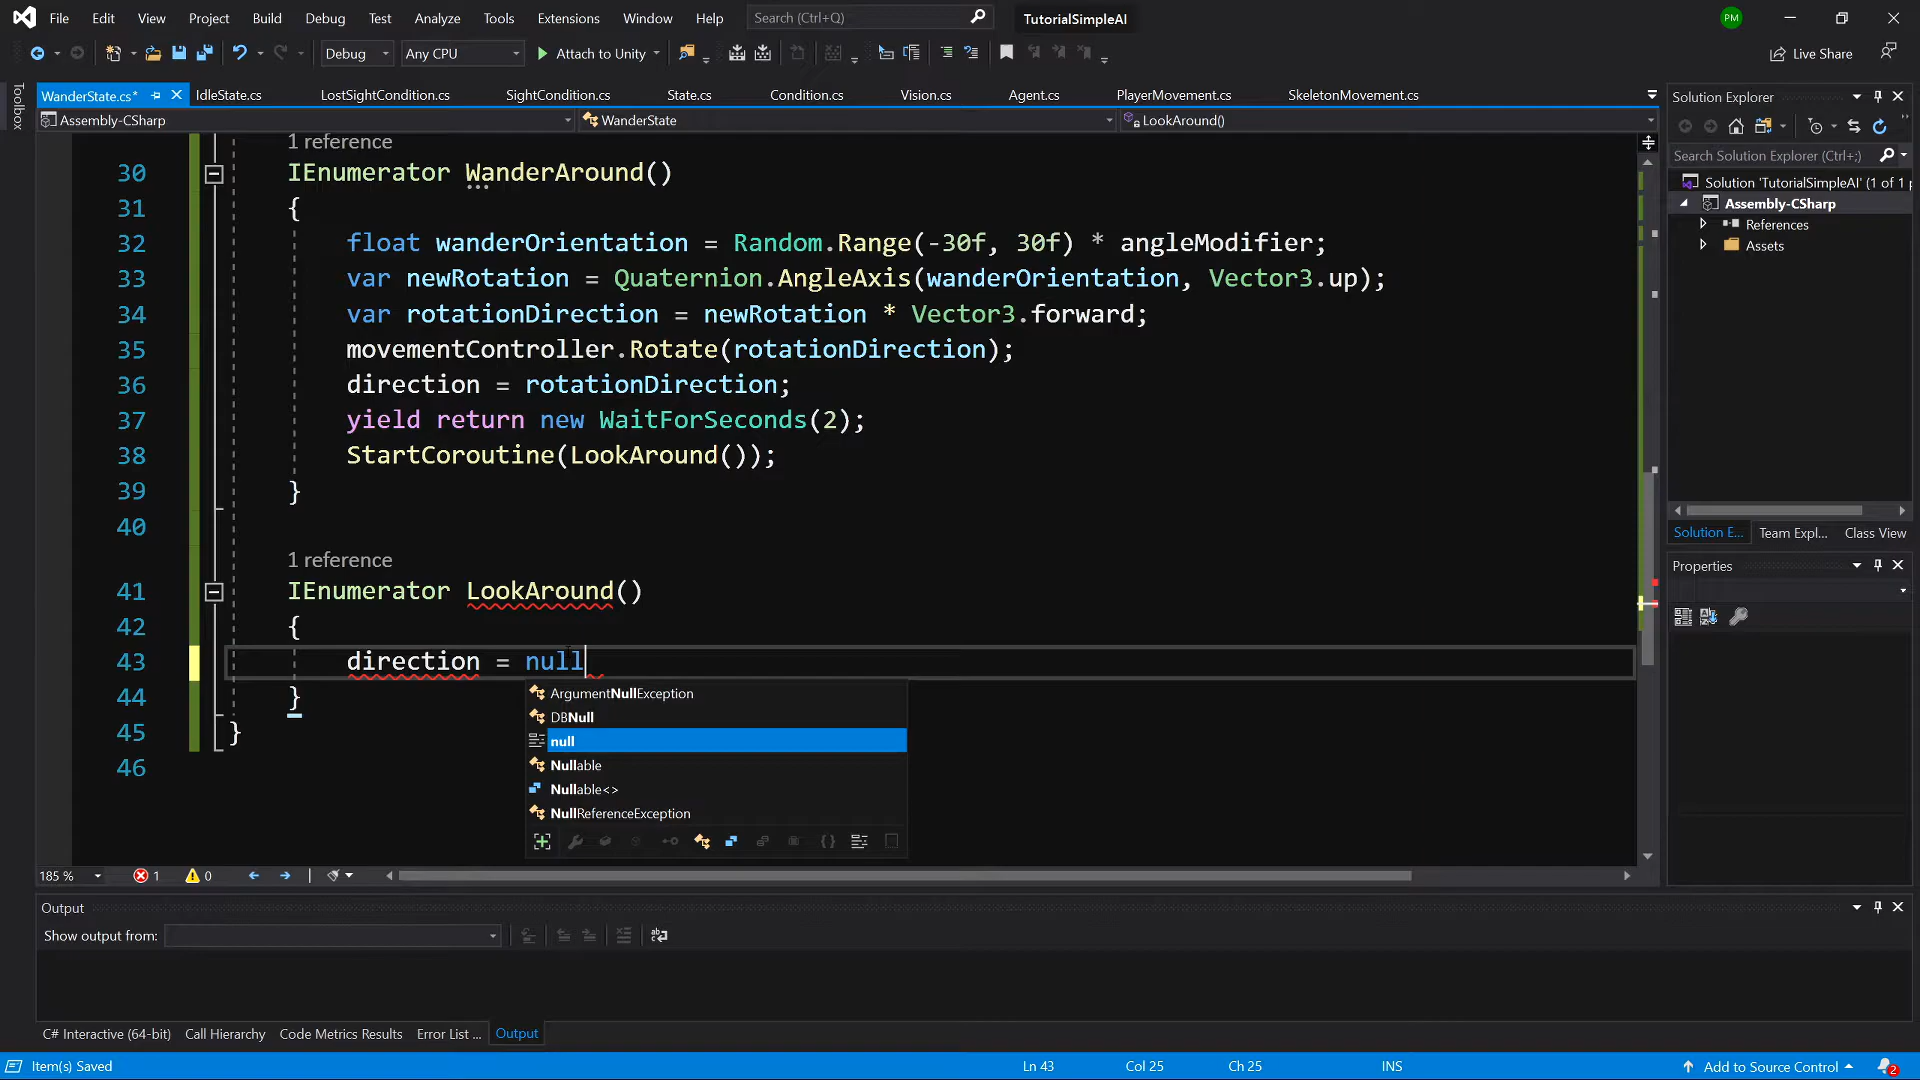 File Edit View Project Build Debug Test Analyze Tools Extensions Window Help Search (Ctrl+Q) TutorialSimpleAI PM
Debug Any CPU Attach to Unity Live Share
Toolbox
WanderState.cs* IdleState.cs LostSightCondition.cs SightCondition.cs State.cs Condition.cs Vision.cs Agent.cs PlayerMovement.cs SkeletonMovement.cs
Assembly-CSharp WanderState LookAround()
1 reference
30 IEnumerator WanderAround()
31 {
32 float wanderOrientation = Random.Range(-30f, 30f) * angleModifier;
33 var newRotation = Quaternion.AngleAxis(wanderOrientation, Vector3.up);
34 var rotationDirection = newRotation * Vector3.forward;
35 movementController.Rotate(rotationDirection);
36 direction = rotationDirection;
37 yield return new WaitForSeconds(2);
38 StartCoroutine(LookAround());
39 }
40
1 reference
41 IEnumerator LookAround()
42 {
43 direction = null
44 }
45 }
46
ArgumentNullException
DBNull
null
Nullable
Nullable<>
NullReferenceException
185 % 1 0
Output
Show output from:
C# Interactive (64-bit) Call Hierarchy Code Metrics Results Error List ... Output
Item(s) Saved Ln 43 Col 25 Ch 25 INS Add to Source Control 2
Solution Explorer
Search Solution Explorer (Ctrl+;)
Solution 'TutorialSimpleAI' (1 of 1 p
Assembly-CSharp
References
Assets
Solution E... Team Expl... Class View
Properties